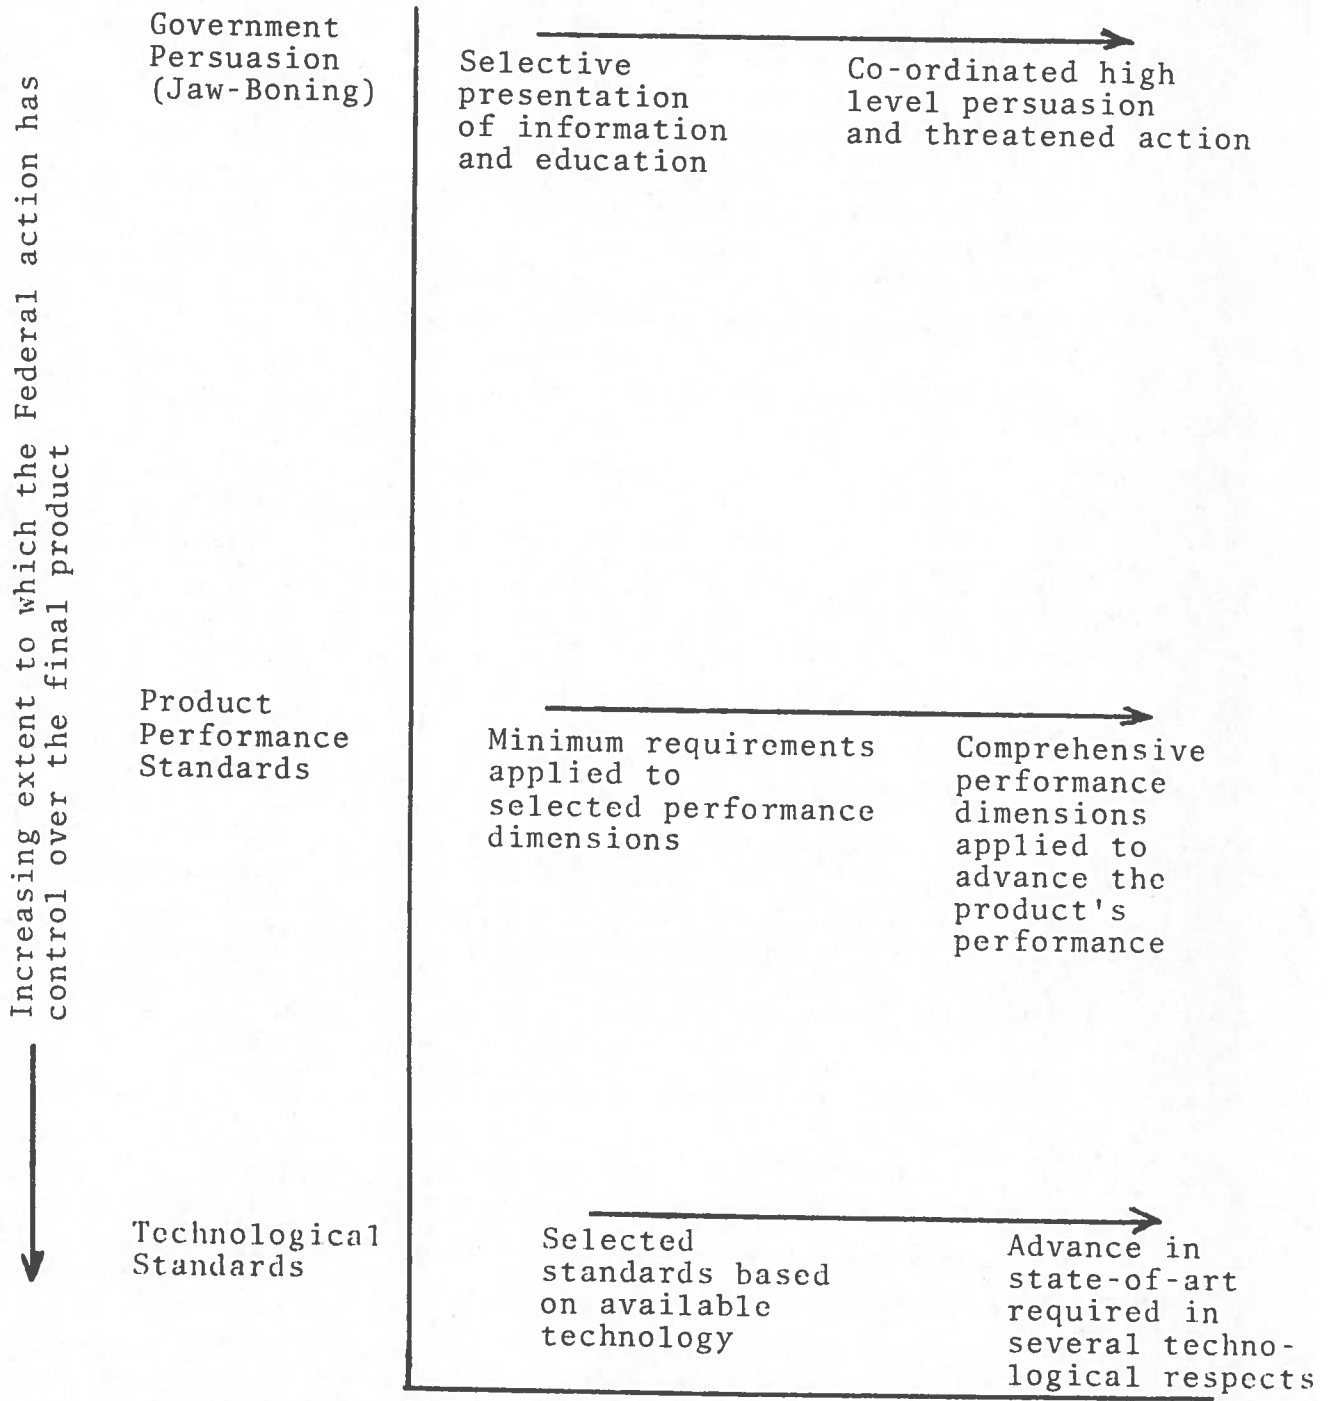 Increasing extent to which the Federal action has
control over the final product
Government
Persuasion
(Jaw-Boning)
Selective
presentation
of information
and education
Co-ordinated high
level persuasion
and threatened action
Product
Performance
Standards
Minimum requirements
applied to
selected performance
dimensions
Comprehensive
performance
dimensions
applied to
advance the
product's
performance
Technological
Standards
Selected
standards based
on available
technology
Advance in
state-of-art
required in
several techno-
logical respects